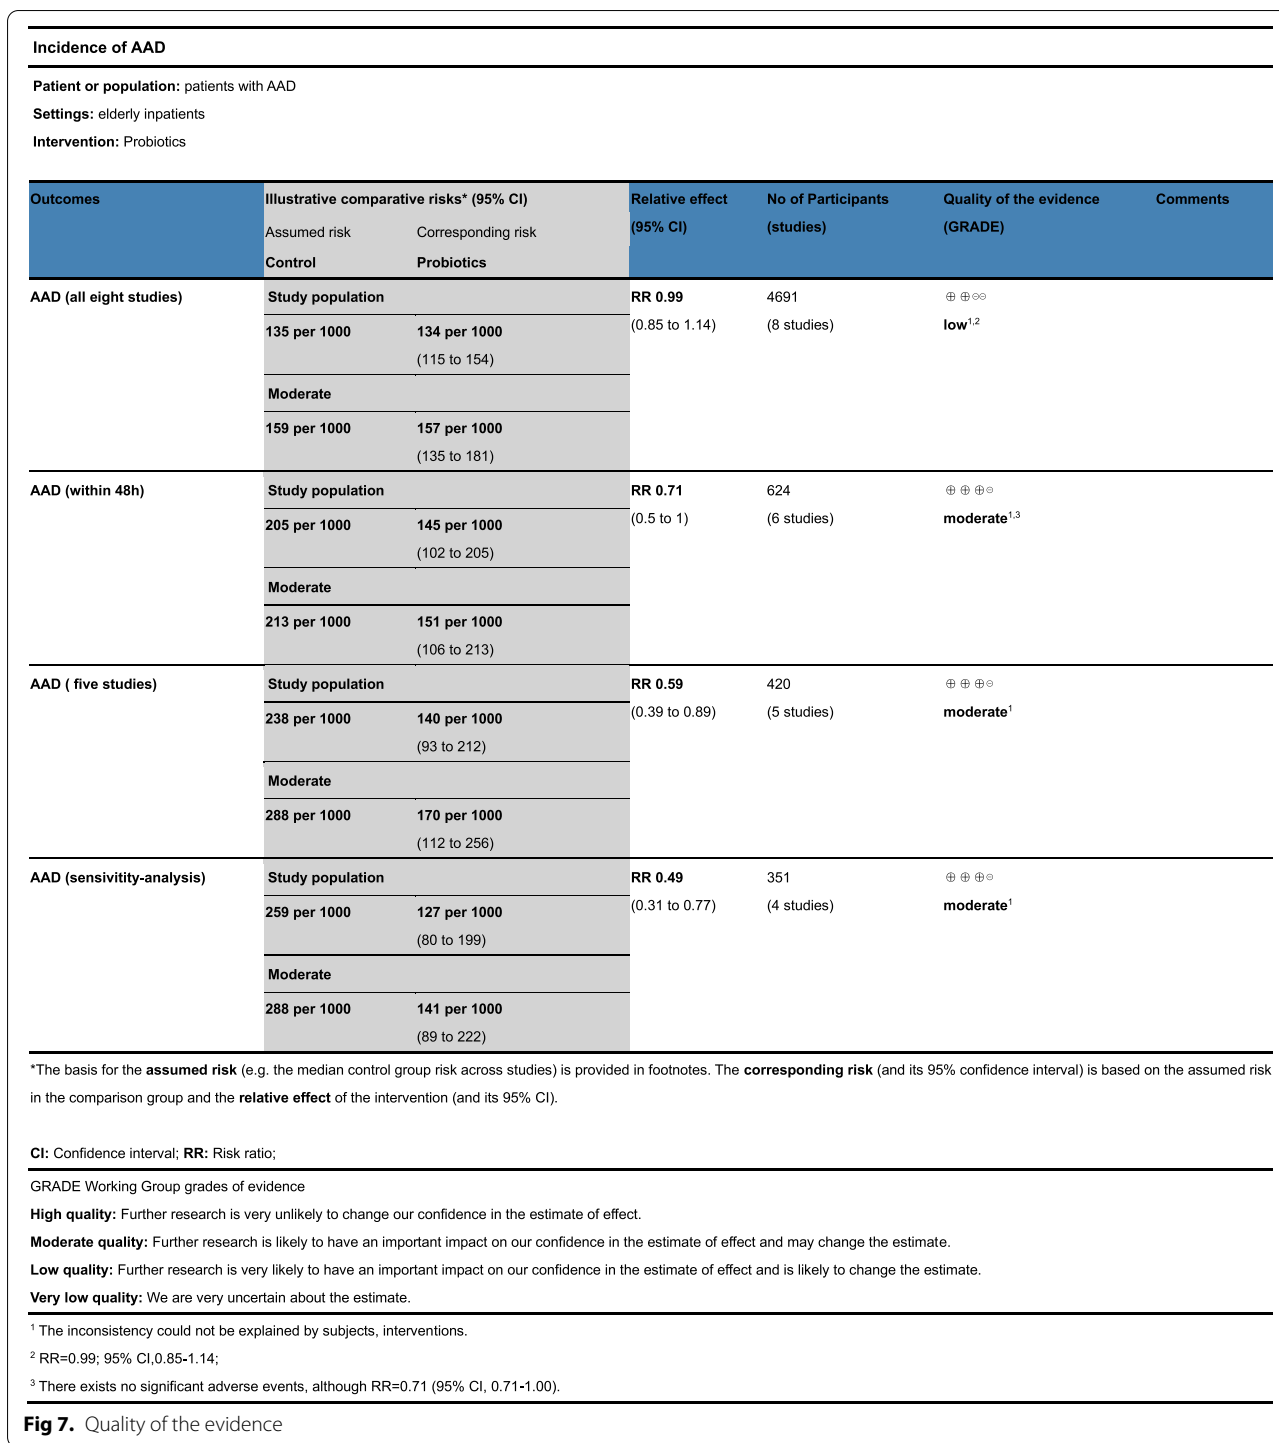 Incidence of AAD
Patient or population: patients with AAD
Settings: elderly inpatients
Intervention: Probiotics
Outcomes Illustrative comparative risks* (95% CI) Relative effect No of Participants Quality of the evidence Comments
Assumed risk Corresponding risk (95% CI) (studies) (GRADE)
Control Probiotics
AAD (all eight studies) Study population RR 0.99 4691 ⊕⊕⊝⊝
135 per 1000 134 per 1000 (0.85 to 1.14) (8 studies) low1,2
(115 to 154)
Moderate
159 per 1000 157 per 1000
(135 to 181)
AAD (within 48h) Study population RR 0.71 624 ⊕⊕⊕⊝
205 per 1000 145 per 1000 (0.5 to 1) (6 studies) moderate1,3
(102 to 205)
Moderate
213 per 1000 151 per 1000
(106 to 213)
AAD ( five studies) Study population RR 0.59 420 ⊕⊕⊕⊝
238 per 1000 140 per 1000 (0.39 to 0.89) (5 studies) moderate1
(93 to 212)
Moderate
288 per 1000 170 per 1000
(112 to 256)
AAD (sensivitity-analysis) Study population RR 0.49 351 ⊕⊕⊕⊝
259 per 1000 127 per 1000 (0.31 to 0.77) (4 studies) moderate1
(80 to 199)
Moderate
288 per 1000 141 per 1000
(89 to 222)
*The basis for the assumed risk (e.g. the median control group risk across studies) is provided in footnotes. The corresponding risk (and its 95% confidence interval) is based on the assumed risk
in the comparison group and the relative effect of the intervention (and its 95% CI).
CI: Confidence interval; RR: Risk ratio;
GRADE Working Group grades of evidence
High quality: Further research is very unlikely to change our confidence in the estimate of effect.
Moderate quality: Further research is likely to have an important impact on our confidence in the estimate of effect and may change the estimate.
Low quality: Further research is very likely to have an important impact on our confidence in the estimate of effect and is likely to change the estimate.
Very low quality: We are very uncertain about the estimate.
1 The inconsistency could not be explained by subjects, interventions.
2 RR=0.99; 95% CI,0.85-1.14;
3 There exists no significant adverse events, although RR=0.71 (95% CI, 0.71-1.00).
Fig 7. Quality of the evidence